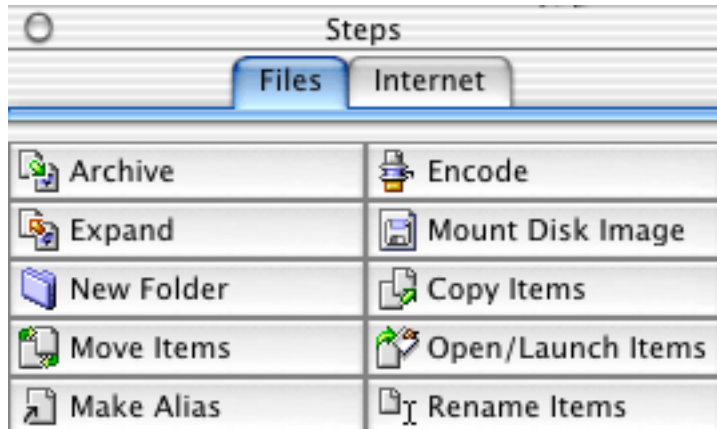 Steps
Files Internet
Archive Encode
Expand Mount Disk Image
New Folder Copy Items
Move Items Open/Launch Items
Make Alias Rename Items